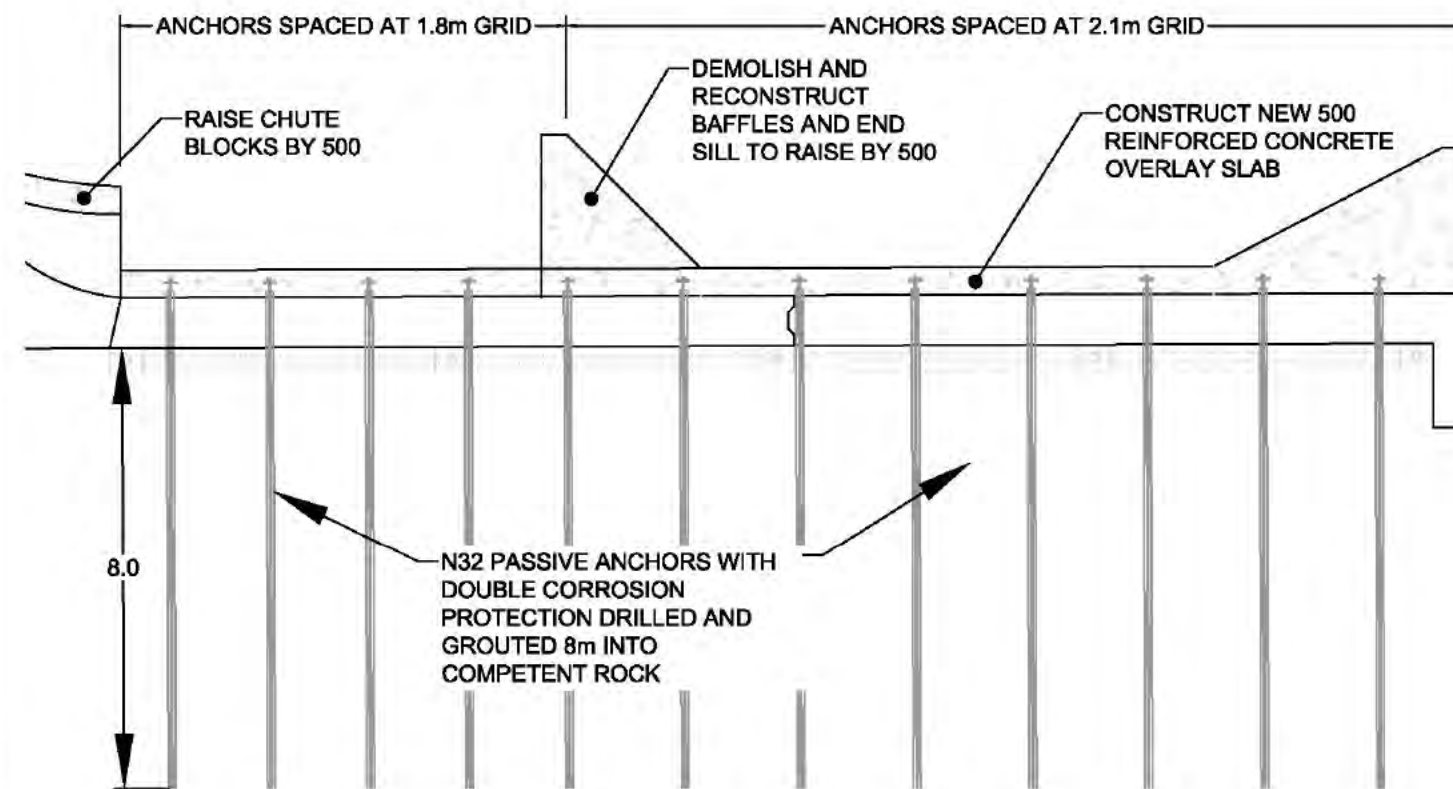 ANCHORS SPACED AT 1.8m GRID
ANCHORS SPACED AT 2.1m GRID
RAISE CHUTE
BLOCKS BY 500
DEMOLISH AND
RECONSTRUCT
BAFFLES AND END
SILL TO RAISE BY 500
CONSTRUCT NEW 500
REINFORCED CONCRETE
OVERLAY SLAB
8.0
N32 PASSIVE ANCHORS WITH
DOUBLE CORROSION
PROTECTION DRILLED AND
GROUTED 8m INTO
COMPETENT ROCK